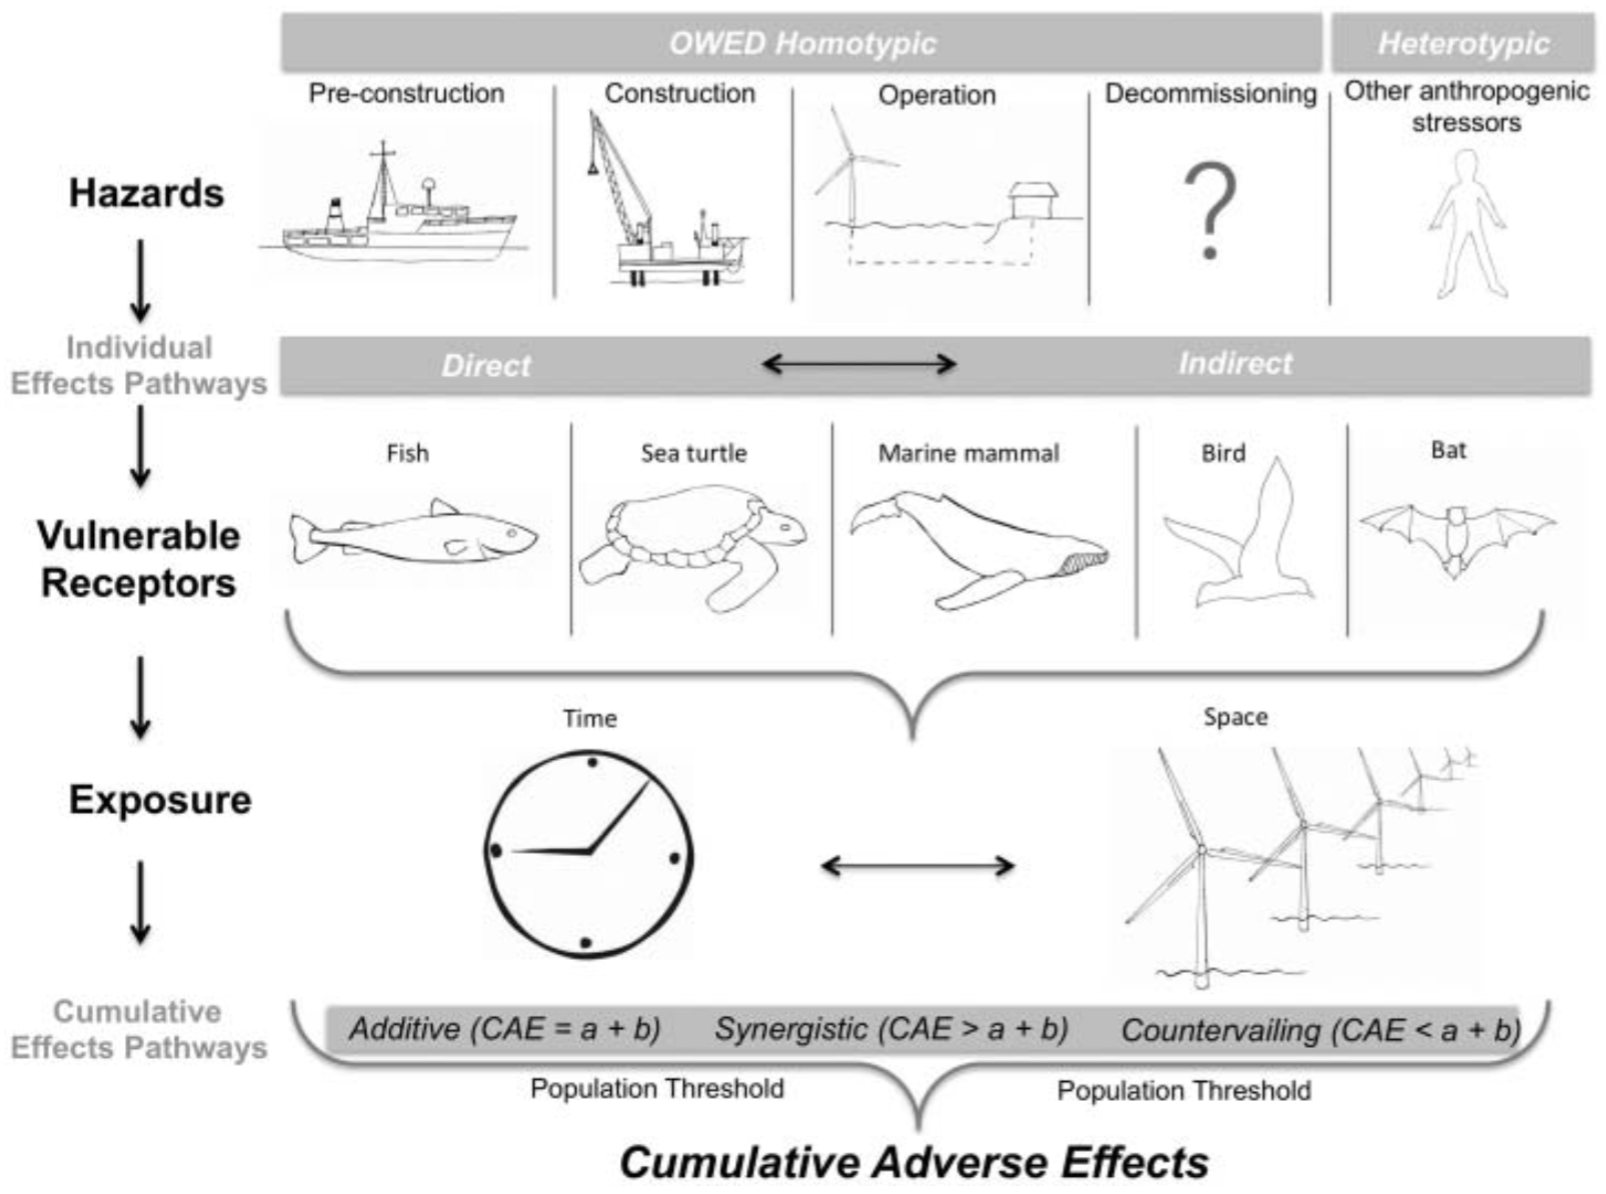 OWED Homotypic
Heterotypic
Pre-construction
Construction
Operation
Decommissioning
Other anthropogenic
stressors
Hazards
Individual
Effects Pathways
Direct
Indirect
Fish
Sea turtle
Marine mammal
Bird
Bat
Vulnerable
Receptors
Time
Space
Exposure
Cumulative
Effects Pathways
Additive (CAE = a + b)
Synergistic (CAE > a + b)
Countervailing (CAE < a + b)
Population Threshold
Population Threshold
Cumulative Adverse Effects